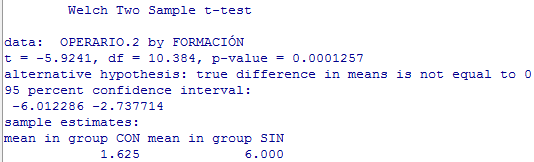 Welch Two Sample t-test
data:  OPERARIO.2 by FORMACIÓN
t = -5.9241, df = 10.384, p-value = 0.0001257
alternative hypothesis: true difference in means is not equal to 0
95 percent confidence interval:
-6.012286 -2.737714
sample estimates:
mean in group CON mean in group SIN
1.625 6.000